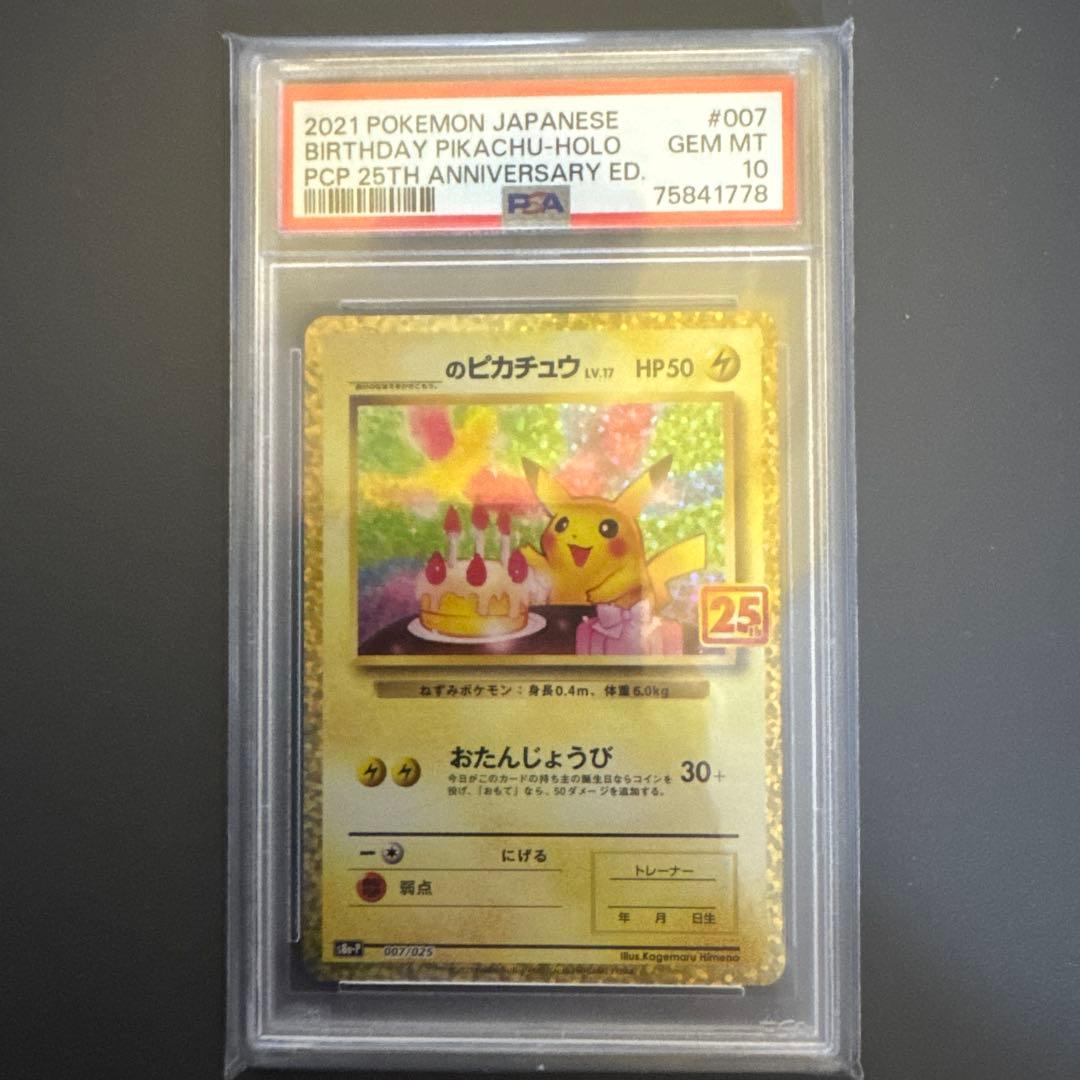 2021 POKEMON JAPANESE #007
BIRTHDAY PIKACHU-HOLO GEM MT
PCP 25TH ANNIVERSARY ED. 10
PSA 75841778
のピカチュウ LV.17 HP50
25th
ねずみポケモン：身長0.4m、体重6.0kg
おたんじょうび 30+
今日がこのカードの持ち主の誕生日ならコインを
投げ、「おもて」なら、50ダメージを追加する。
にげる
弱点
トレーナー
年 月 日生
s8a-P 007/025 Illus.Kagemaru Himeno